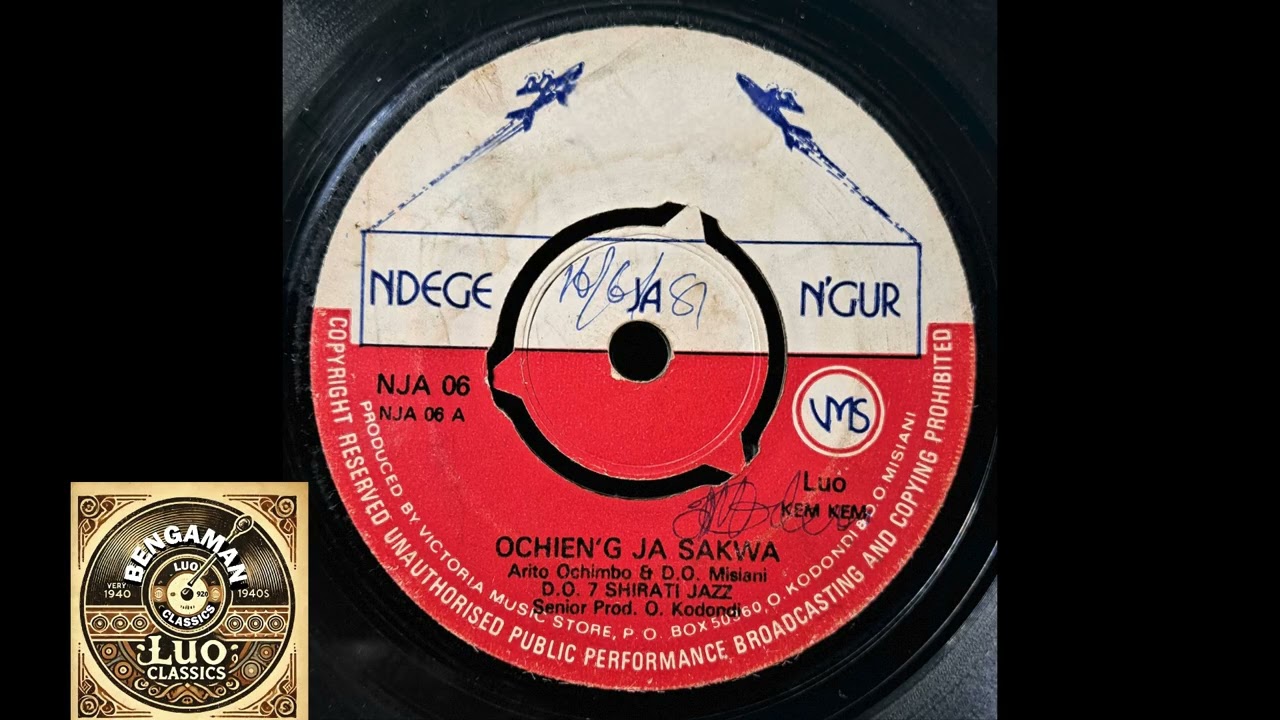 NDEGE JA N'GUR
16/6/81
NJA 06
NJA 06 A
VMS
Luo
KEM KEM
OCHIEN'G JA SAKWA
Arito Ochimbo & D.O. Misiani
D.O. 7 SHIRATI JAZZ
Senior Prod. O. Kodondi
PRODUCED BY VICTORIA MUSIC STORE, P. O. BOX O. KODONDI & D.O. MISIANI
COPYRIGHT RESERVED UNAUTHORISED PUBLIC PERFORMANCE BROADCASTING AND COPYING PROHIBITED
BENGAMAN
LUO
VERY 1940
920
1940S
CLASSICS
LUO
CLASSICS